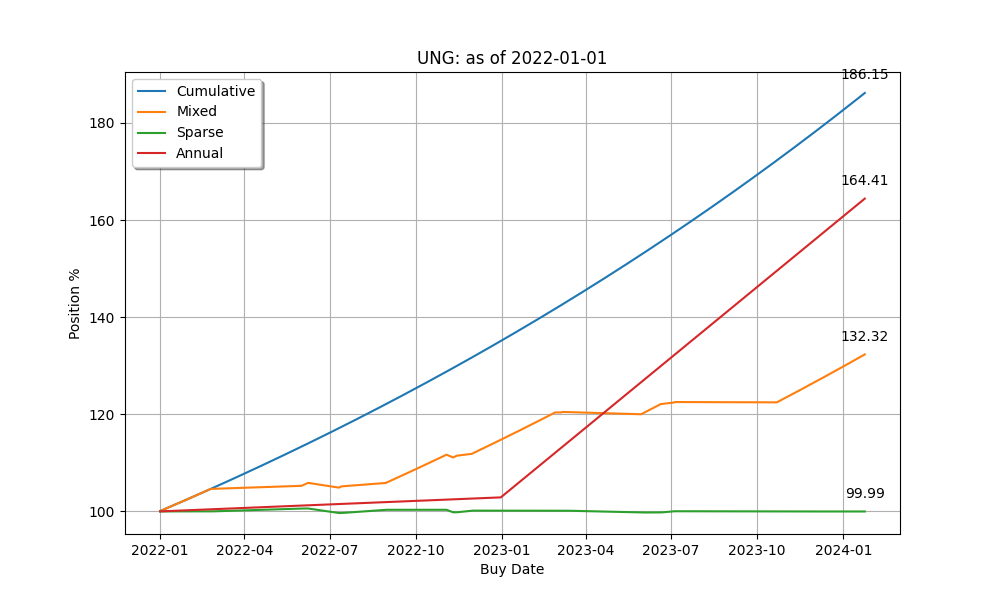 UNG: as of 2022-01-01
Cumulative
Mixed
Sparse
Annual
186.15
164.41
132.32
99.99
180
160
140
120
100
Position %
2022-01 2022-04 2022-07 2022-10 2023-01 2023-04 2023-07 2023-10 2024-01
Buy Date